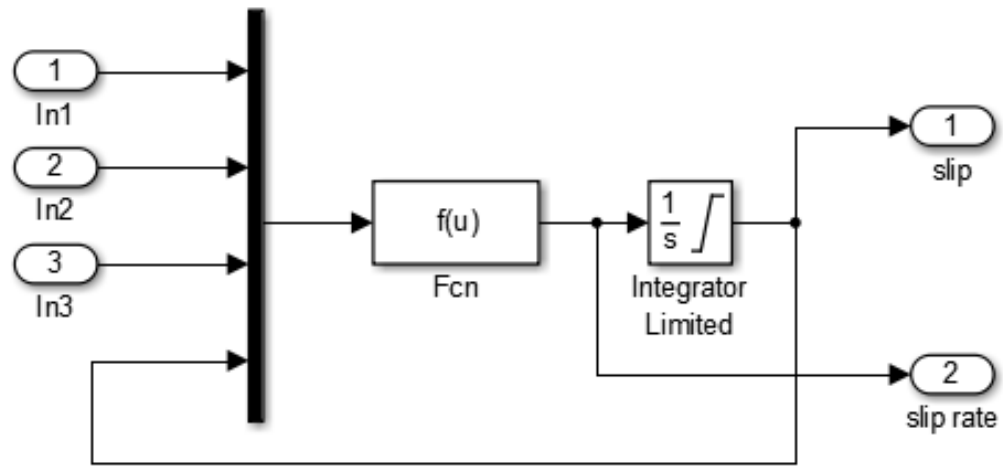 1
In1
2
In2
3
In3
f(u)
Fcn
1
s
Integrator
Limited
1
slip
2
slip rate